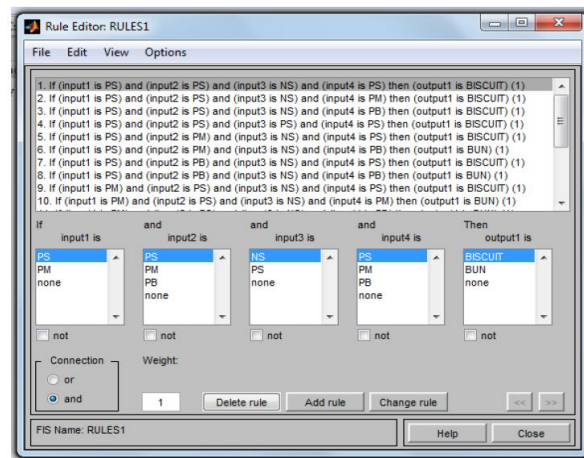 Rule Editor: RULES1
File Edit View Options
1. If (input1 is PS) and (input2 is PS) and (input3 is NS) and (input4 is PS) then (output1 is BISCUIT) (1)
2. If (input1 is PS) and (input2 is PS) and (input3 is NS) and (input4 is PM) then (output1 is BISCUIT) (1)
3. If (input1 is PS) and (input2 is PS) and (input3 is NS) and (input4 is PB) then (output1 is BISCUIT) (1)
4. If (input1 is PS) and (input2 is PS) and (input3 is PS) and (input4 is PS) then (output1 is BISCUIT) (1)
5. If (input1 is PS) and (input2 is PM) and (input3 is NS) and (input4 is PS) then (output1 is BISCUIT) (1)
6. If (input1 is PS) and (input2 is PM) and (input3 is NS) and (input4 is PB) then (output1 is BUN) (1)
7. If (input1 is PS) and (input2 is PB) and (input3 is NS) and (input4 is PS) then (output1 is BISCUIT) (1)
8. If (input1 is PS) and (input2 is PB) and (input3 is NS) and (input4 is PS) then (output1 is BUN) (1)
9. If (input1 is PM) and (input2 is PS) and (input3 is NS) and (input4 is PS) then (output1 is BISCUIT) (1)
10. If (input1 is PM) and (input2 is PS) and (input3 is NS) and (input4 is PM) then (output1 is BUN) (1)
If and and and Then
input1 is input2 is input3 is input4 is output1 is
PS PS NS PS BISCUIT
PM PM PS PM BUN
none PB none PB none
none none
not not not not not
Connection Weight:
or
and 1 Delete rule Add rule Change rule << >>
FIS Name: RULES1 Help Close